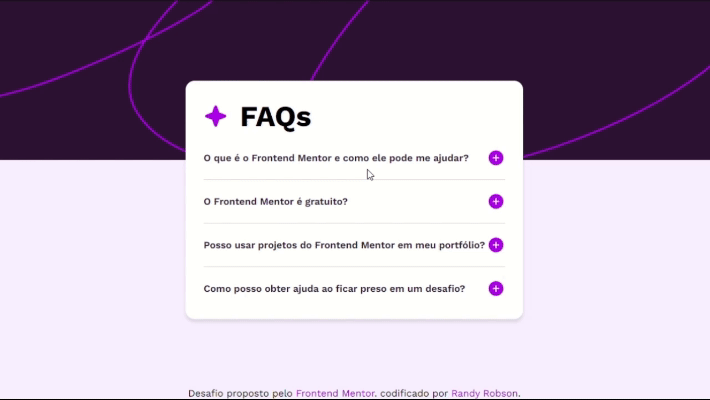 FAQs
O que é o Frontend Mentor e como ele pode me ajudar?
O Frontend Mentor é gratuito?
Posso usar projetos do Frontend Mentor em meu portfólio?
Como posso obter ajuda ao ficar preso em um desafio?
Desafio proposto pelo Frontend Mentor. codificado por Randy Robson.